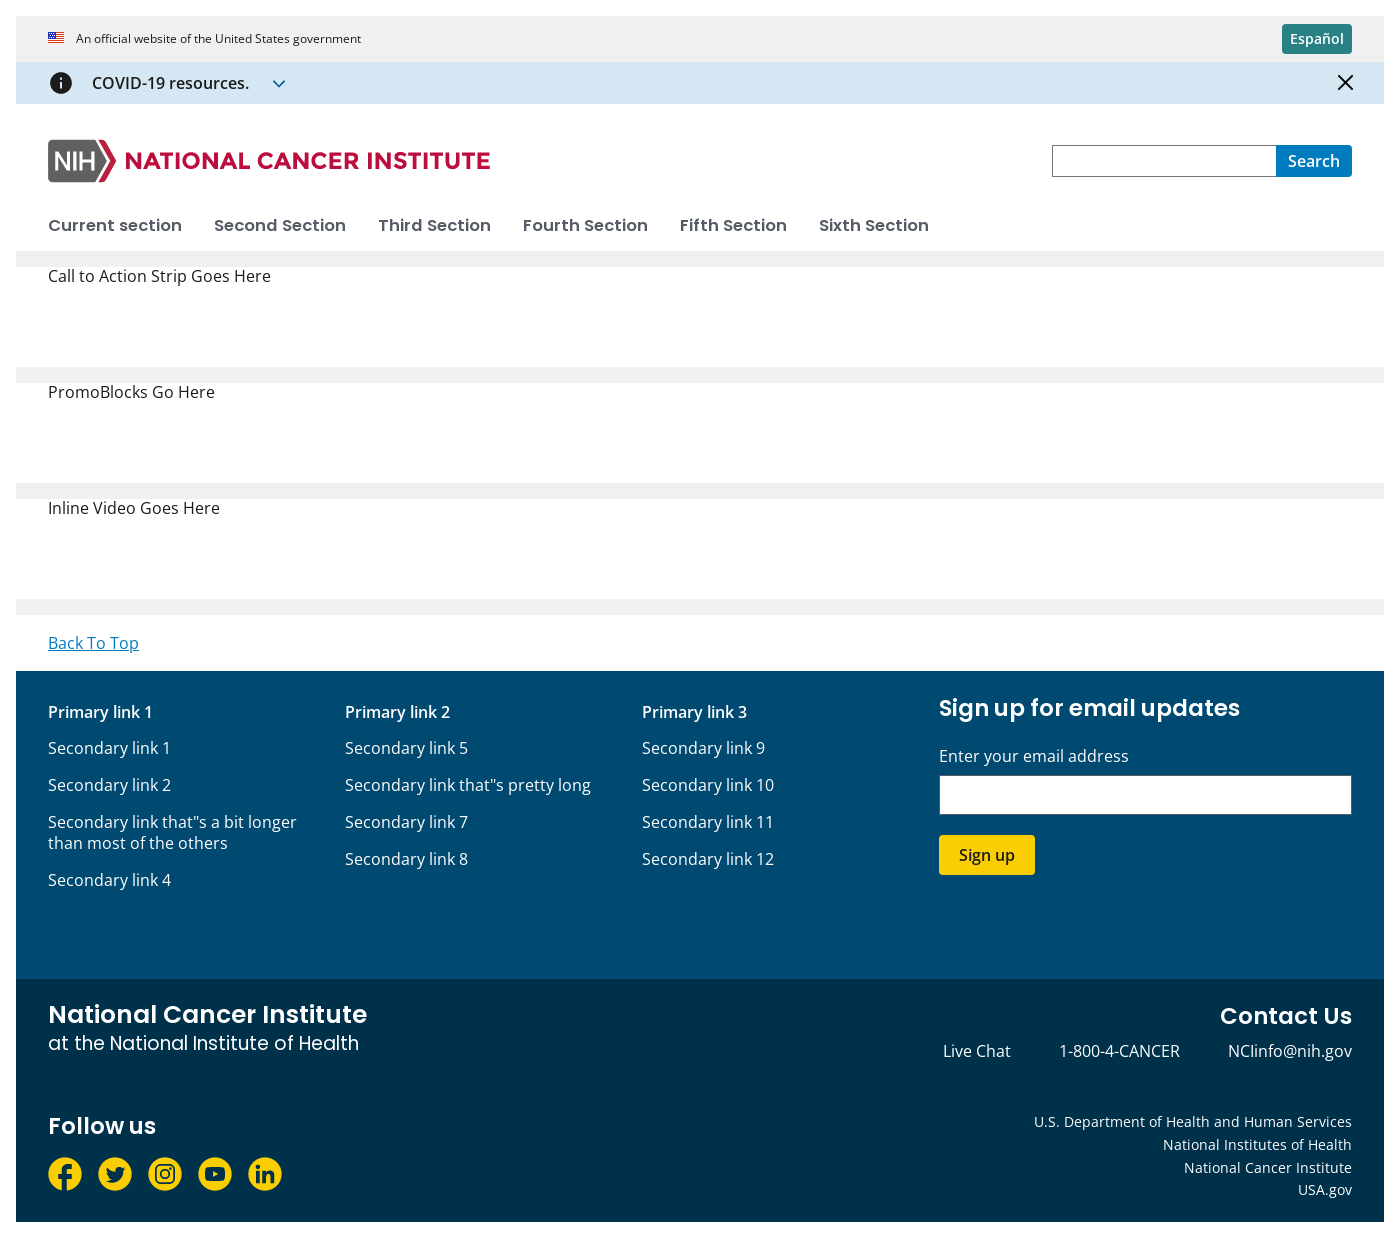 An official website of the United States government
Español
COVID-19 resources.
NIH NATIONAL CANCER INSTITUTE
Search
Current section
Second Section
Third Section
Fourth Section
Fifth Section
Sixth Section
Call to Action Strip Goes Here
PromoBlocks Go Here
Inline Video Goes Here
Back To Top
Primary link 1
Secondary link 1
Secondary link 2
Secondary link that"s a bit longer
than most of the others
Secondary link 4
Primary link 2
Secondary link 5
Secondary link that"s pretty long
Secondary link 7
Secondary link 8
Primary link 3
Secondary link 9
Secondary link 10
Secondary link 11
Secondary link 12
Sign up for email updates
Enter your email address
Sign up
National Cancer Institute
at the National Institute of Health
Contact Us
Live Chat
1-800-4-CANCER
NCIinfo@nih.gov
Follow us
U.S. Department of Health and Human Services
National Institutes of Health
National Cancer Institute
USA.gov